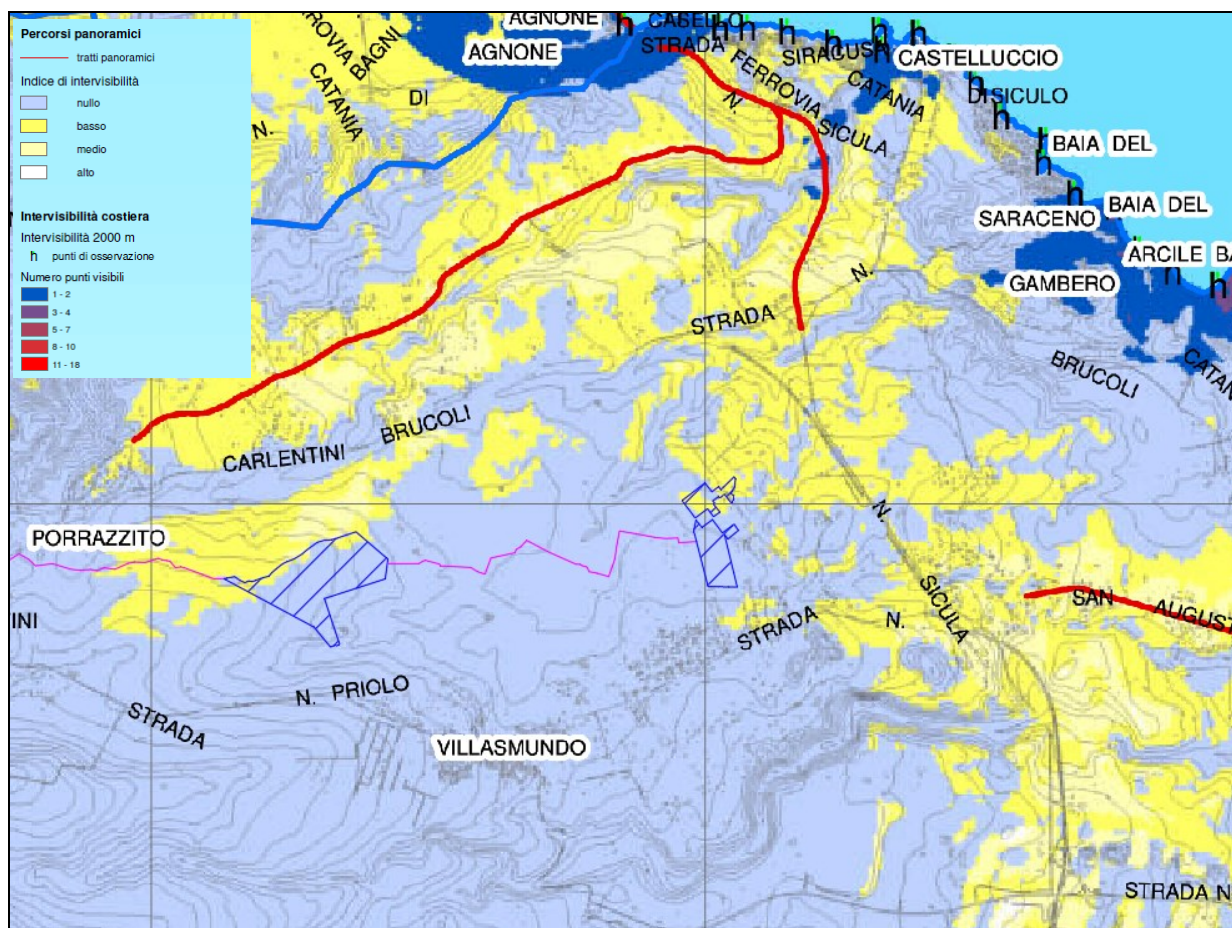 Percorsi panoramici
tratti panoramici
Indice di intervisibilità
nullo
basso
medio
alto
Intervisibilità costiera
Intervisibilità 2000 m
h punti di osservazione
Numero punti visibili
1 - 2
3 - 4
5 - 7
8 - 10
11 - 18
AGNONE
AGNONE
BAGNI
CATANIA
DI
N.
CASELLO
STRADA
N.
FERROVIA
SICULA
SIRACUSA
CATANIA
CASTELLUCCIO
DI SICULO
BAIA DEL
BAIA DEL
SARACENO
ARCILE
GAMBERO
N.
STRADA
BRUCOLI
CARLENTINI
BRUCOLI
PORRAZZITO
INI
N.
SICULA
SAN
STRADA
N.
N. PRIOLO
STRADA
VILLASMUNDO
STRADA N